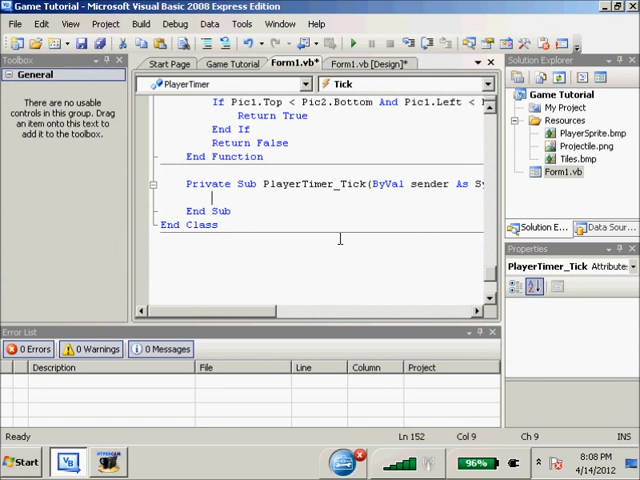 Game Tutorial - Microsoft Visual Basic 2008 Express Edition
File Edit View Project Build Debug Data Tools Window Help
Toolbox
General
There are no usable
controls in this group. Drag
an item onto this text to
add it to the toolbox.
Start Page Game Tutorial Form1.vb* Form1.vb [Design]*
PlayerTimer Tick
If Pic1.Top < Pic2.Bottom And Pic1.Left <
Return True
End If
Return False
End Function
Private Sub PlayerTimer_Tick(ByVal sender As Sy
End Sub
End Class
Solution Explorer
Game Tutorial
My Project
Resources
PlayerSprite.bmp
Projectile.png
Tiles.bmp
Form1.vb
Solution E... Data Sour...
Properties
PlayerTimer_Tick Attribute:
Error List
0 Errors 0 Warnings 0 Messages
Description File Line Column Project
Ready Ln 152 Col 9 Ch 9
Start VB HYPERCAM 96% 8:08 PM
4/14/2012